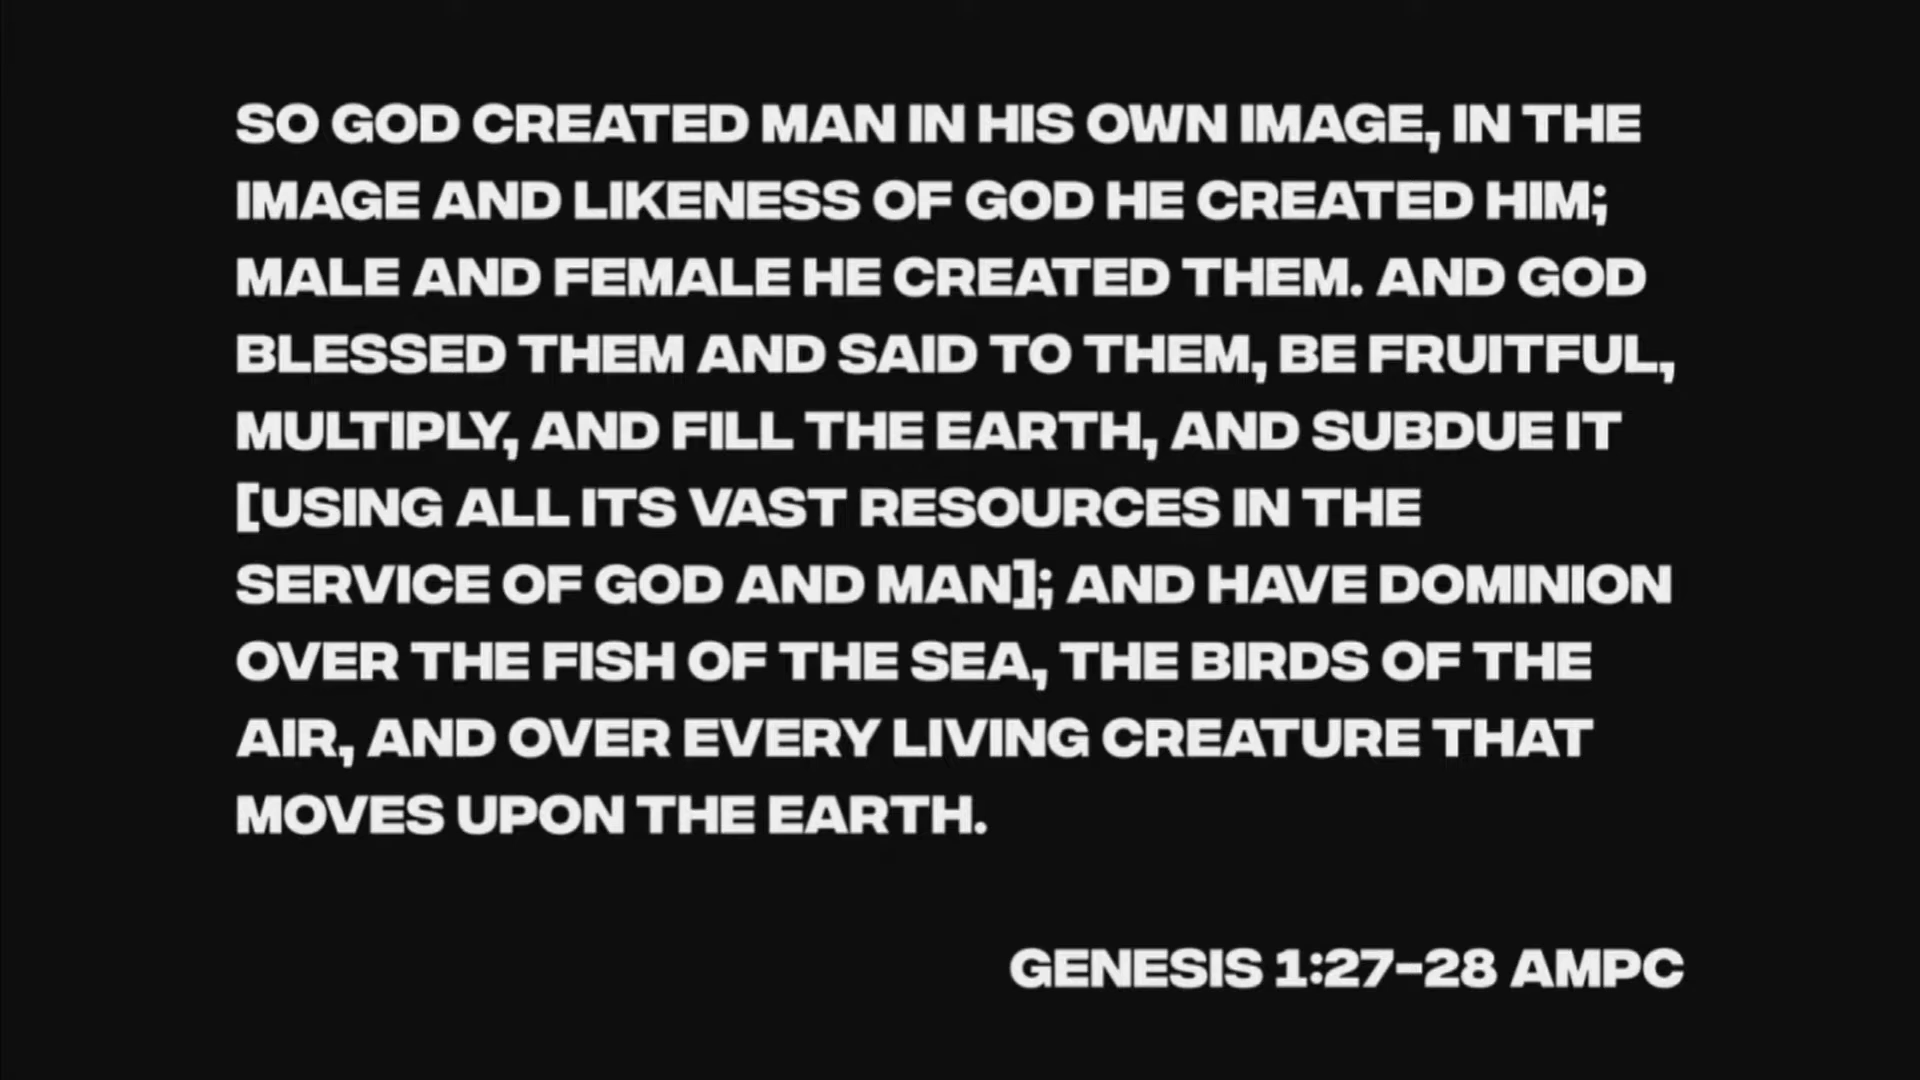 SO GOD CREATED MAN IN HIS OWN IMAGE, IN THE
IMAGE AND LIKENESS OF GOD HE CREATED HIM;
MALE AND FEMALE HE CREATED THEM. AND GOD
BLESSED THEM AND SAID TO THEM, BE FRUITFUL,
MULTIPLY, AND FILL THE EARTH, AND SUBDUE IT
[USING ALL ITS VAST RESOURCES IN THE
SERVICE OF GOD AND MAN]; AND HAVE DOMINION
OVER THE FISH OF THE SEA, THE BIRDS OF THE
AIR, AND OVER EVERY LIVING CREATURE THAT
MOVES UPON THE EARTH.
GENESIS 1:27-28 AMPC